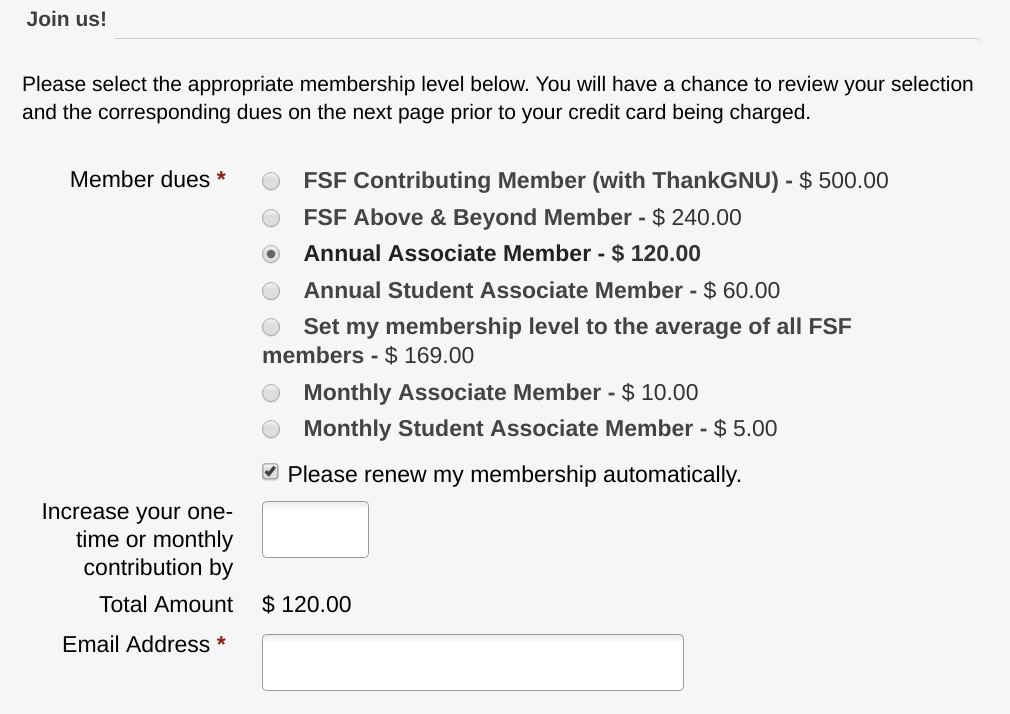 Join us!
Please select the appropriate membership level below. You will have a chance to review your selection
and the corresponding dues on the next page prior to your credit card being charged.
Member dues *
FSF Contributing Member (with ThankGNU) - $ 500.00
FSF Above & Beyond Member - $ 240.00
Annual Associate Member - $ 120.00
Annual Student Associate Member - $ 60.00
Set my membership level to the average of all FSF
members - $ 169.00
Monthly Associate Member - $ 10.00
Monthly Student Associate Member - $ 5.00
Please renew my membership automatically.
Increase your one-
time or monthly
contribution by
Total Amount $ 120.00
Email Address *